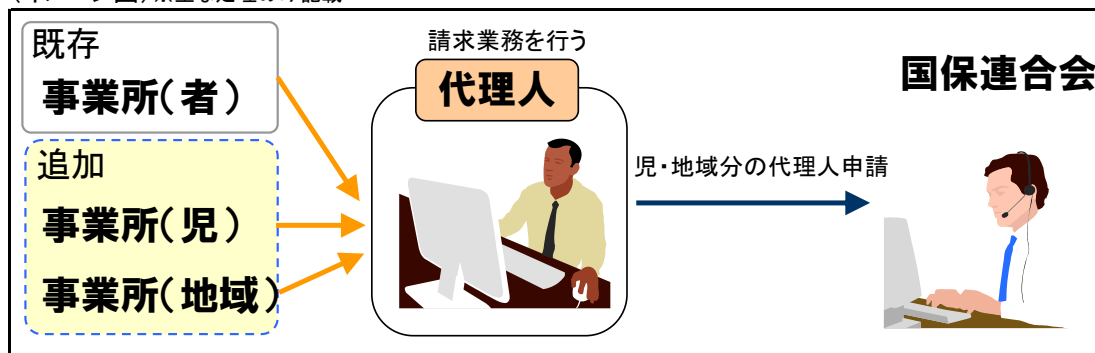 既存
事業所(者)
追加
事業所(児)
事業所(地域)
請求業務を行う
代理人
児・地域分の代理人申請
国保連合会